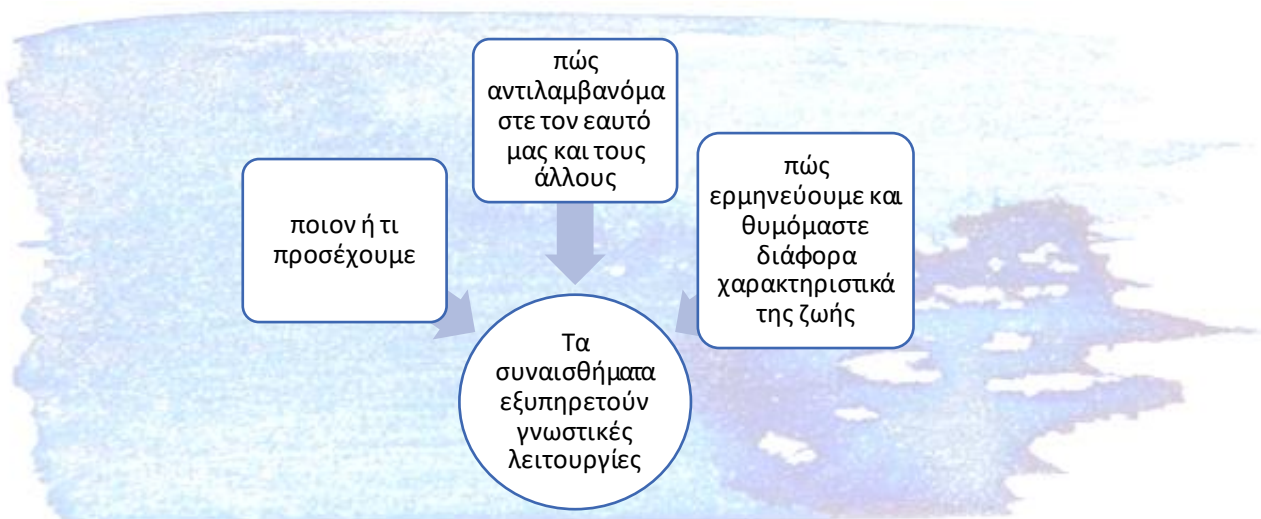 ποιον ή τι
προσέχουμε
πώς
αντιλαμβανόμα
στε τον εαυτό
μας και τους
άλλους
πώς
ερμηνεύουμε και
θυμόμαστε
διάφορα
χαρακτηριστικά
της ζωής
Τα
συναισθήματα
εξυπηρετούν
γνωστικές
λειτουργίες